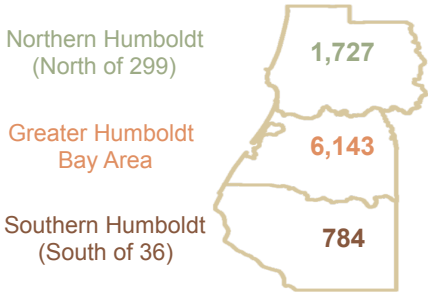 Northern Humboldt
(North of 299)
1,727
Greater Humboldt
Bay Area
6,143
Southern Humboldt
(South of 36)
784